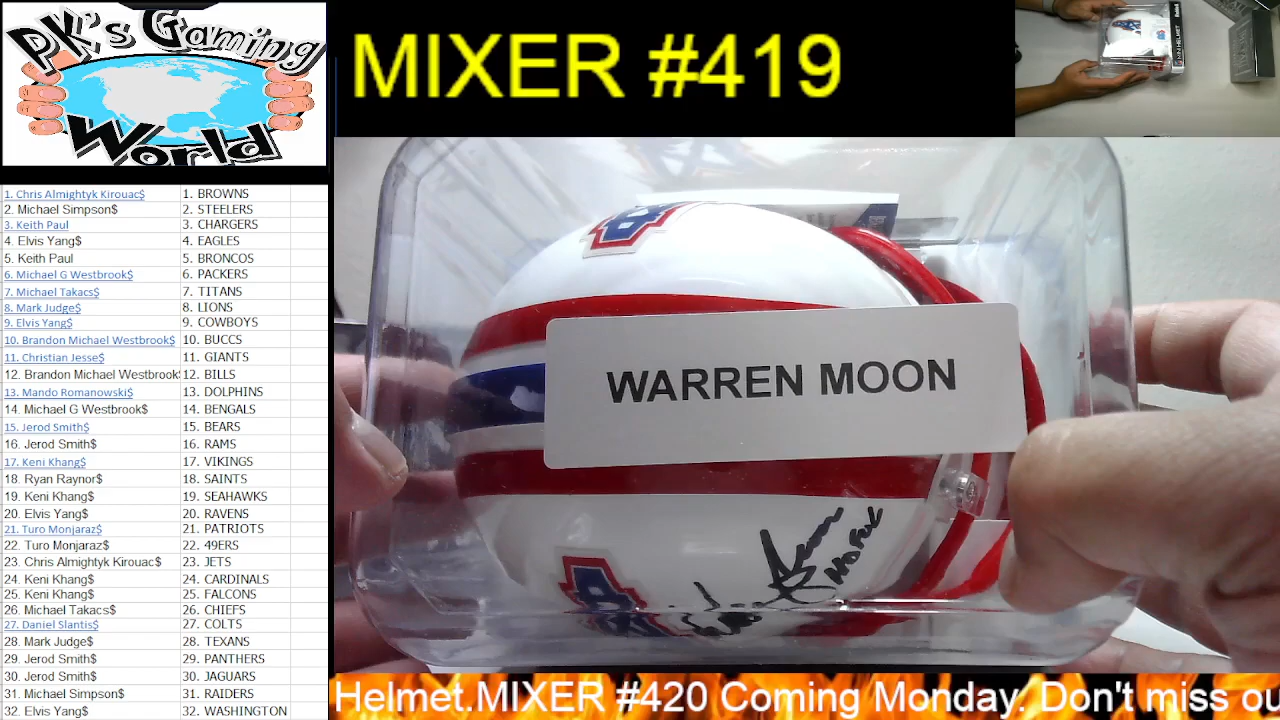 PK's Gaming
World
MIXER #419
1. Chris Almightyk Kirouac$ 1. BROWNS
2. Michael Simpson$ 2. STEELERS
3. Keith Paul 3. CHARGERS
4. Elvis Yang$ 4. EAGLES
5. Keith Paul 5. BRONCOS
6. Michael G Westbrook$ 6. PACKERS
7. Michael Takacs$ 7. TITANS
8. Mark Judge$ 8. LIONS
9. Elvis Yang$ 9. COWBOYS
10. Brandon Michael Westbrook$ 10. BUCCS
11. Christian Jesse$ 11. GIANTS
12. Brandon Michael Westbrook 12. BILLS
13. Mando Romanowski$ 13. DOLPHINS
14. Michael G Westbrook$ 14. BENGALS
15. Jerod Smith$ 15. BEARS
16. Jerod Smith$ 16. RAMS
17. Keni Khang$ 17. VIKINGS
18. Ryan Raynor$ 18. SAINTS
19. Keni Khang$ 19. SEAHAWKS
20. Elvis Yang$ 20. RAVENS
21. Turo Monjaraz$ 21. PATRIOTS
22. Turo Monjaraz$ 22. 49ERS
23. Chris Almightyk Kirouac$ 23. JETS
24. Keni Khang$ 24. CARDINALS
25. Keni Khang$ 25. FALCONS
26. Michael Takacs$ 26. CHIEFS
27. Daniel Slantis$ 27. COLTS
28. Mark Judge$ 28. TEXANS
29. Jerod Smith$ 29. PANTHERS
30. Jerod Smith$ 30. JAGUARS
31. Michael Simpson$ 31. RAIDERS
32. Elvis Yang$ 32. WASHINGTON
WARREN MOON
Helmet.MIXER #420 Coming Monday. Don't miss ou